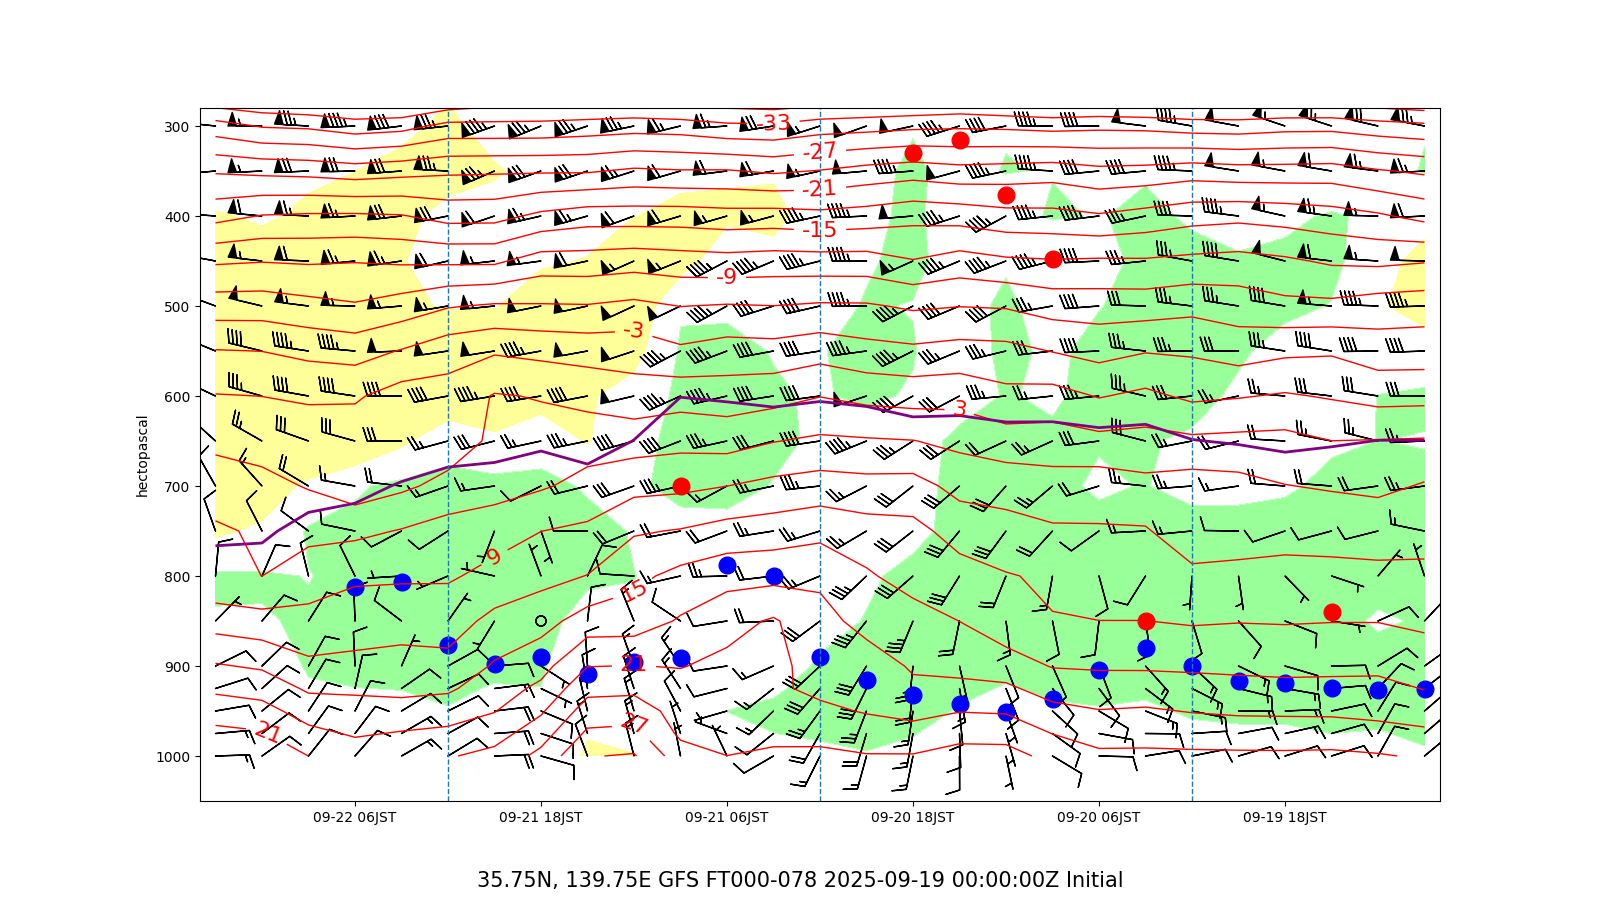 300
400
500
600
700
800
900
1000
hectopascal
-33
-27
-21
-15
-9
-3
3
9
15
21
27
21
09-22 06JST
09-21 18JST
09-21 06JST
09-20 18JST
09-20 06JST
09-19 18JST
35.75N, 139.75E GFS FT000-078 2025-09-19 00:00:00Z Initial